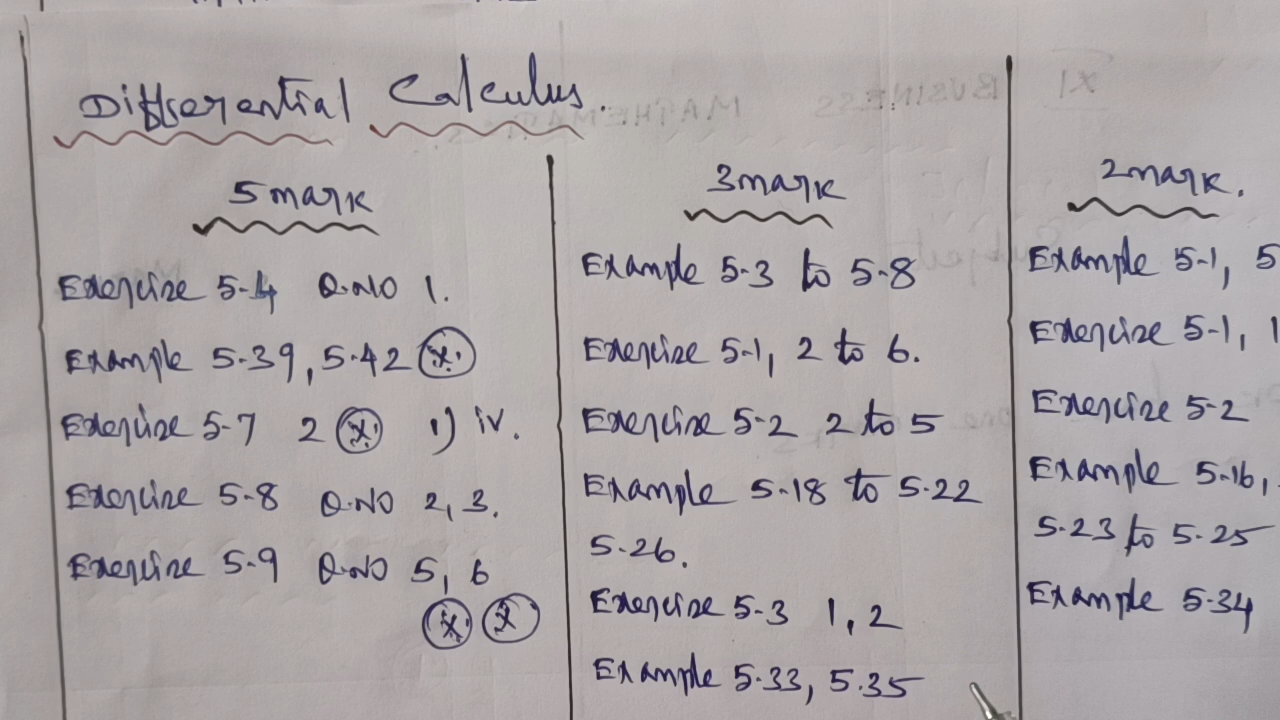 Differential Calculus.
5 mark
Exercise 5.4 Q.NO 1.
Example 5.39, 5.42 (x)
Exercise 5.7 2 (x) 1) iv.
Exercise 5.8 Q.NO 2, 3.
Exercise 5.9 Q.NO 5, 6
(x) (x)
3 mark
Example 5.3 to 5.8
Exercise 5.1, 2 to 6.
Exercise 5.2 2 to 5
Example 5.18 to 5.22
5.26.
Exercise 5.3 1, 2
Example 5.33, 5.35
2 mark.
Example 5.1, 5
Exercise 5.1, 1
Exercise 5.2
Example 5.16,
5.23 to 5.25
Example 5.34
XI BUSINESS MATHEMATICS
Subject